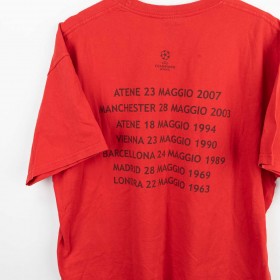 ATENE 23 MAGGIO 2007
MANCHESTER 28 MAGGIO 2003
ATENE 18 MAGGIO 1994
VIENNA 23 MAGGIO 1990
BARCELLONA 24 MAGGIO 1989
MADRID 28 MAGGIO 1969
LONDRA 22 MAGGIO 1963